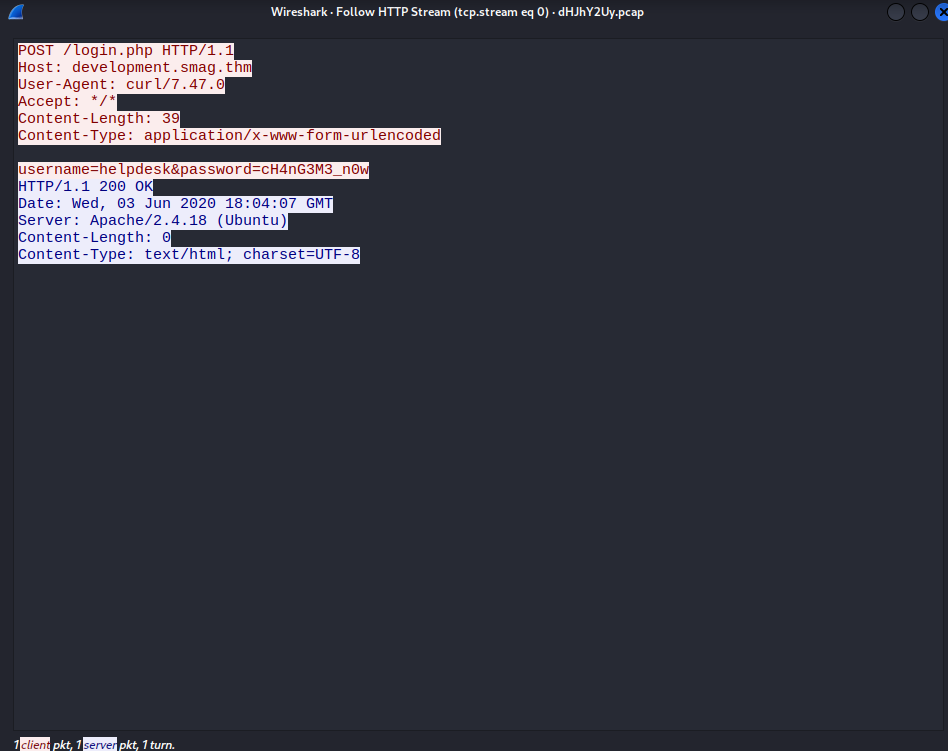 Wireshark · Follow HTTP Stream (tcp.stream eq 0) · dHJhY2Uy.pcap
POST /login.php HTTP/1.1
Host: development.smag.thm
User-Agent: curl/7.47.0
Accept: */*
Content-Length: 39
Content-Type: application/x-www-form-urlencoded
username=helpdesk&password=cH4nG3M3_n0w
HTTP/1.1 200 OK
Date: Wed, 03 Jun 2020 18:04:07 GMT
Server: Apache/2.4.18 (Ubuntu)
Content-Length: 0
Content-Type: text/html; charset=UTF-8
1 client pkt, 1 server pkt, 1 turn.